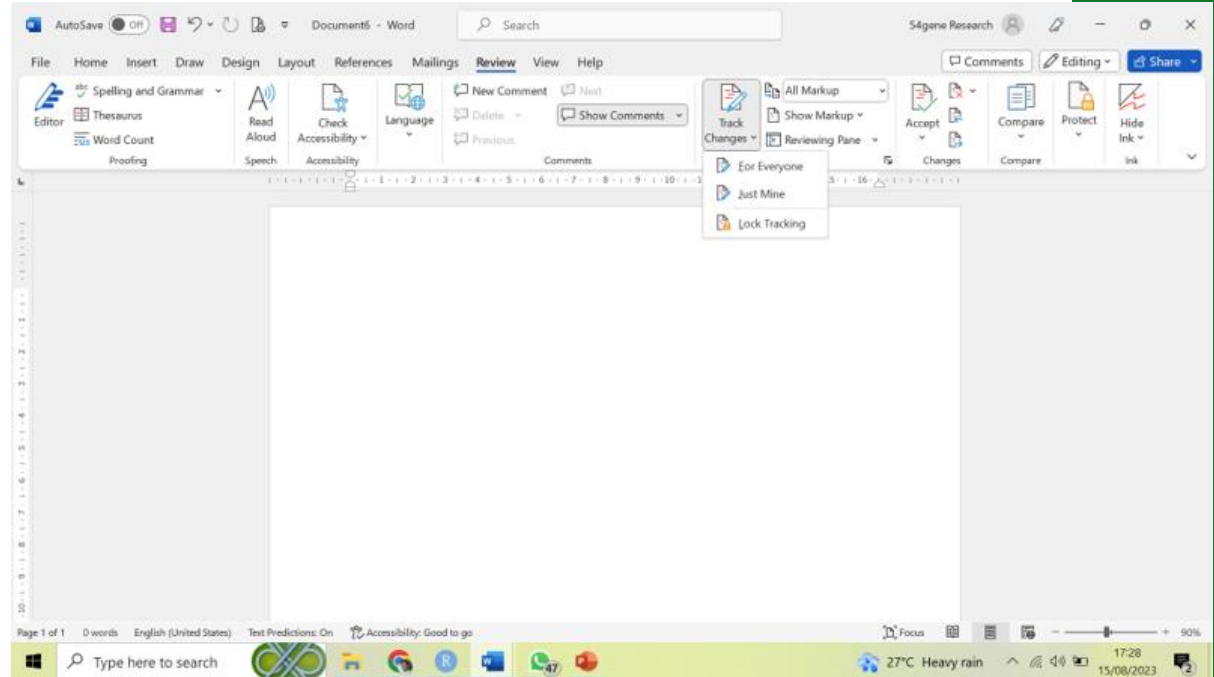 AutoSave Off Document6 - Word Search 54gene Research
File Home Insert Draw Design Layout References Mailings Review View Help Comments Editing Share
Editor
Spelling and Grammar
Thesaurus
Word Count
Proofing
Read Aloud
Speech
Check Accessibility
Accessibility
Language
New Comment
Delete
Previous
Next
Show Comments
Comments
Track Changes
All Markup
Show Markup
Reviewing Pane
For Everyone
Just Mine
Lock Tracking
Accept
Changes
Compare
Compare
Protect
Hide Ink
Ink
Page 1 of 1 0 words English (United States) Text Predictions: On Accessibility: Good to go Focus 90%
Type here to search 47 27°C Heavy rain 17:28
15/08/2023 2